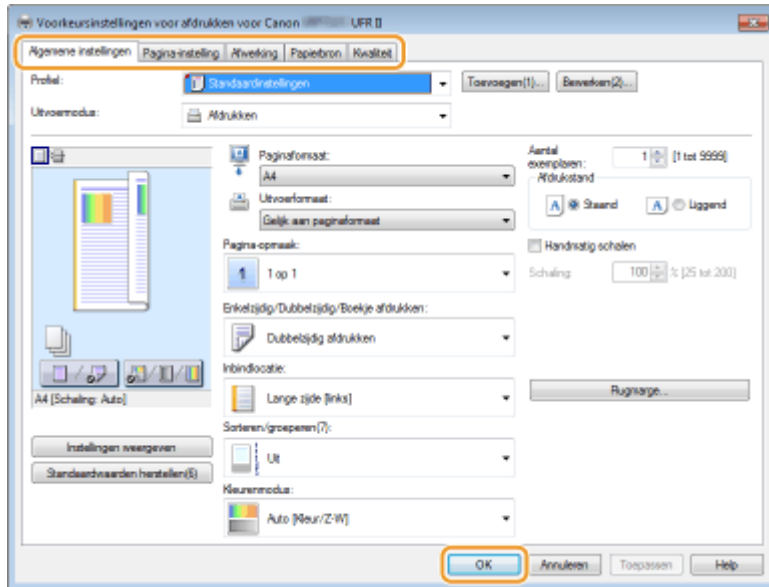 Voorkeursinstellingen voor afdrukken voor Canon UFR II
Algemene instellingen Pagina-instelling Afwerking Papierbron Kwaliteit
Profiel: Standaardinstellingen Toevoegen(1)... Bewerken(2)...
Uitvoermodus: Afdrukken
Paginaformaat:
A4
Uitvoerformaat:
Gelijk aan paginaformaat
Aantal exemplaren: 1 [1 tot 9999]
Afdrukstand
A Staand A Liggend
Pagina-opmaak:
1 1 op 1
Handmatig schalen
Schaling: 100 % [25 tot 200]
Enkelzijdig/Dubbelzijdig/Boekje afdrukken:
Dubbelzijdig afdrukken
Inbindlocatie:
Lange zijde [links]
Rugmarge...
A4 [Schaling: Auto]
Sorteren/groeperen(7):
Uit
Instellingen weergeven
Standaardwaarden herstellen(6)
Kleurenmodus:
Auto [Kleur/Z-W]
OK Annuleren Toepassen Help